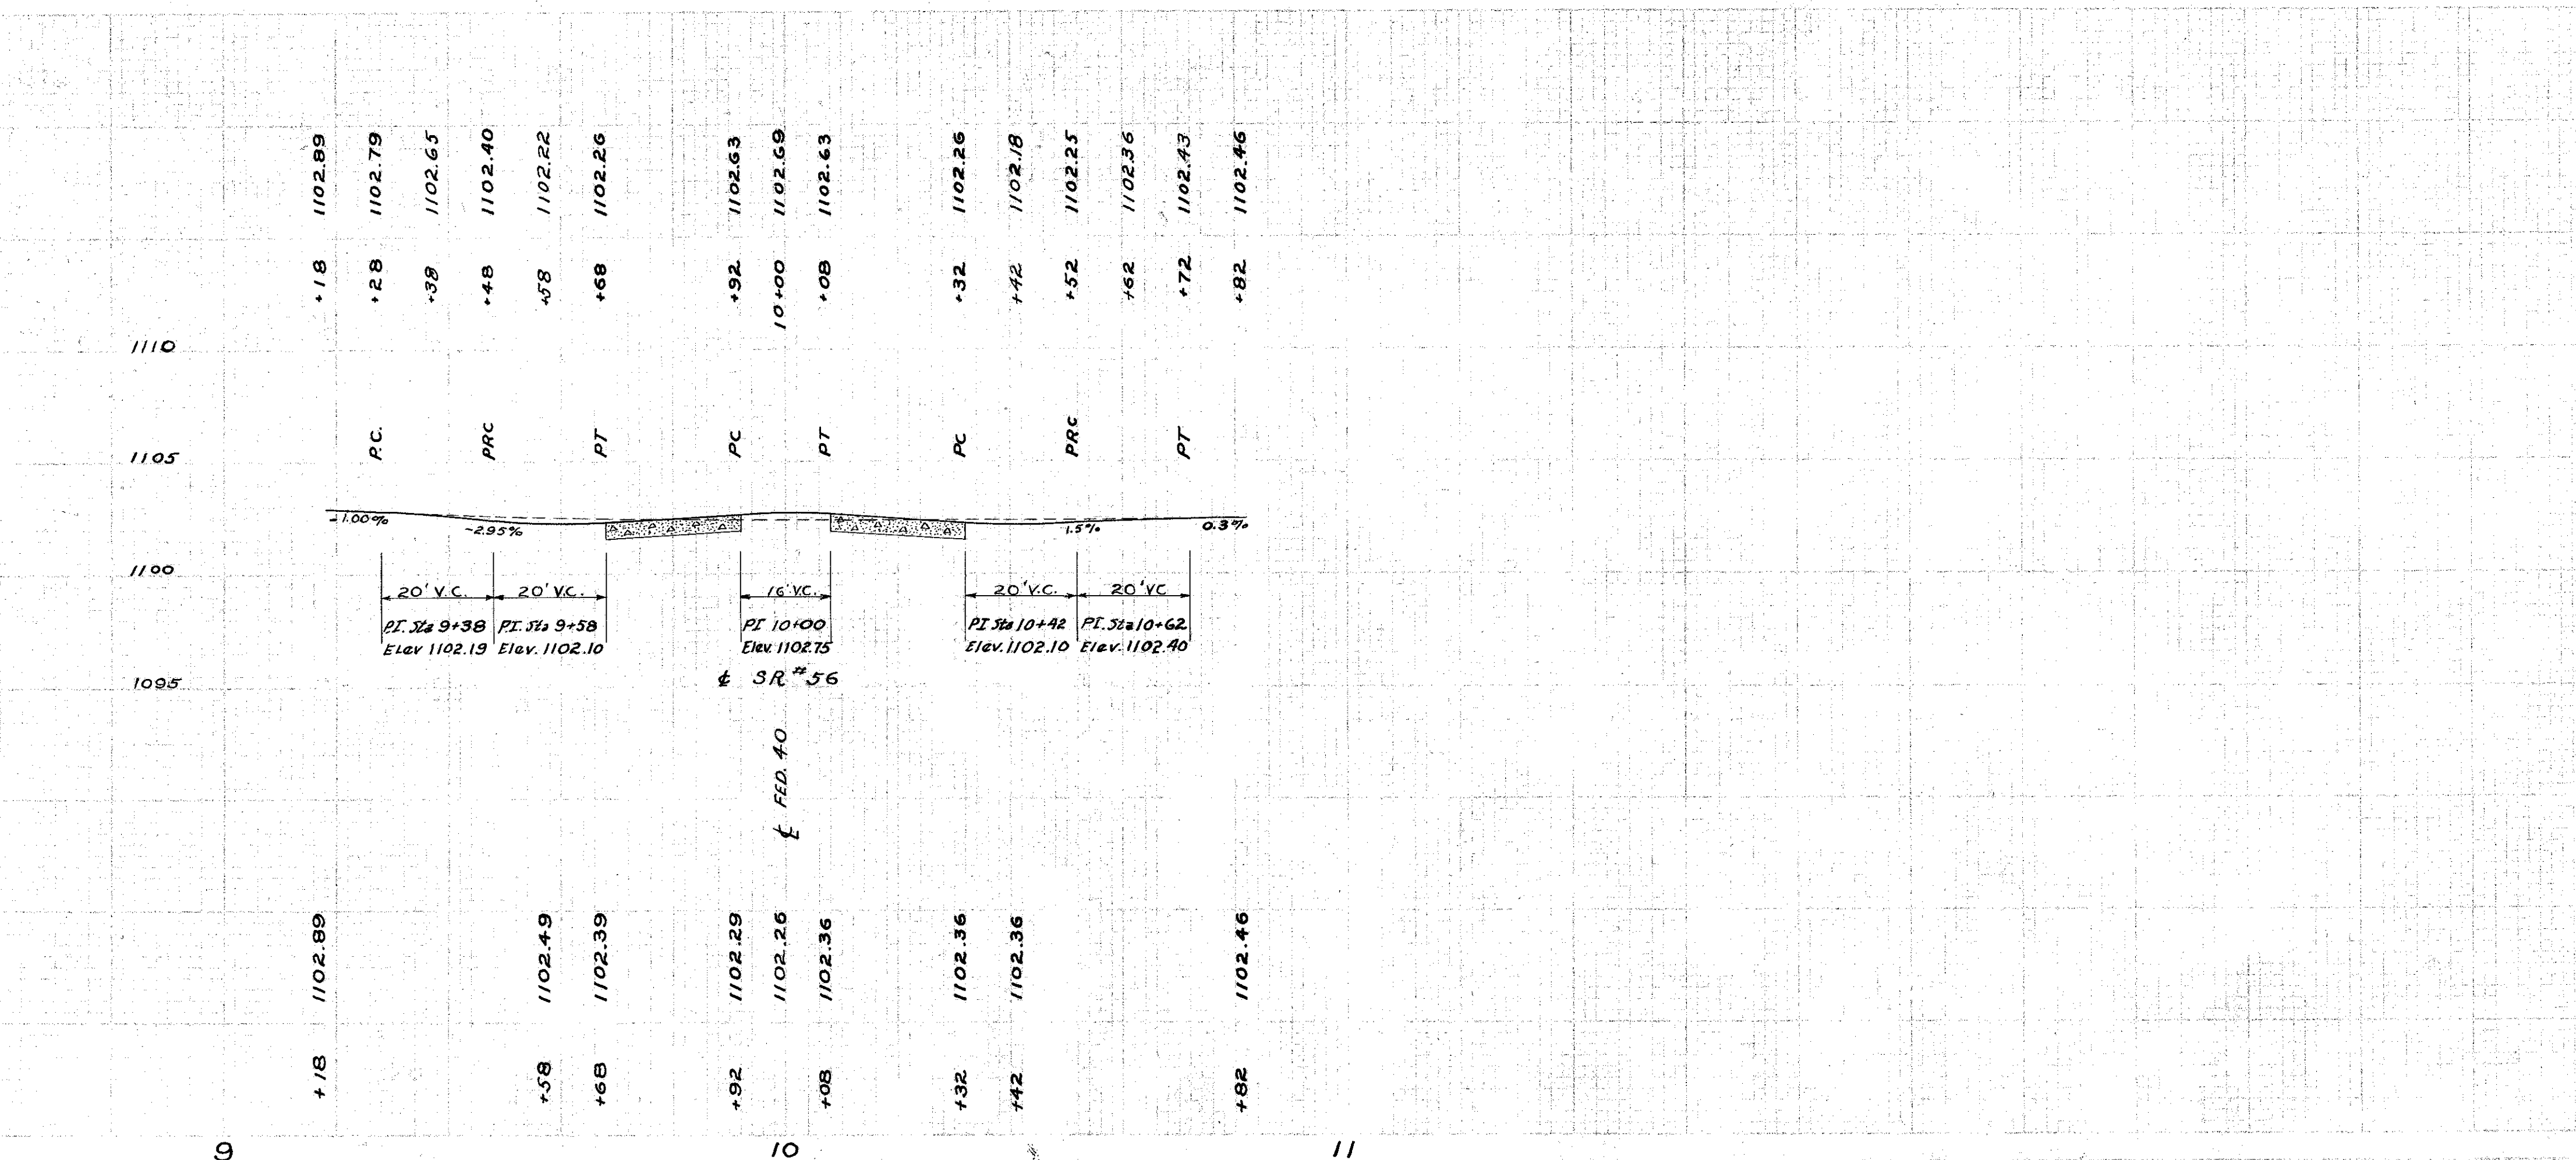 1102.89 1102.79 1102.65 1102.40 1102.22 1102.26 1102.63 1102.69 1102.63 1102.26 1102.18 1102.25 1102.36 1102.43 1102.46
+18 +28 +38 +48 +58 +68 +92 10+00 +08 +32 +42 +52 +62 +72 +82
1110
P.C. PRC PT PC PT PC PRC PT
1105
-1.00% -2.95% 1.5% 0.3%
1100
20' V.C. 20' V.C. 16' V.C. 20' V.C. 20' VC
P.I. Sta 9+38 P.I. Sta 9+58 PI 10+00 PI Sta 10+42 P.I. Sta 10+62
Elev 1102.19 Elev. 1102.10 Elev. 1102.75 Elev. 1102.10 Elev. 1102.40
1095
℄ SR #56
℄ FED. 40
1102.89 1102.49 1102.39 1102.29 1102.26 1102.36 1102.36 1102.36 1102.46
+18 +58 +68 +92 +08 +32 +42 +82
9 10 11